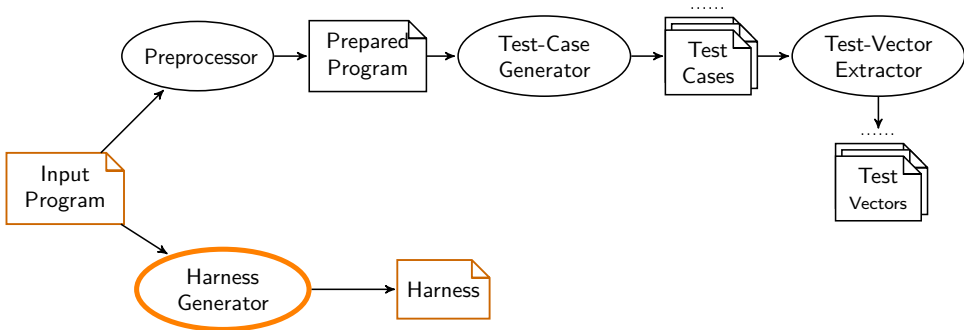 Preprocessor
Prepared
Program
Test-Case
Generator
......
Test
Cases
Test-Vector
Extractor
......
Test
Vectors
Input
Program
Harness
Generator
Harness